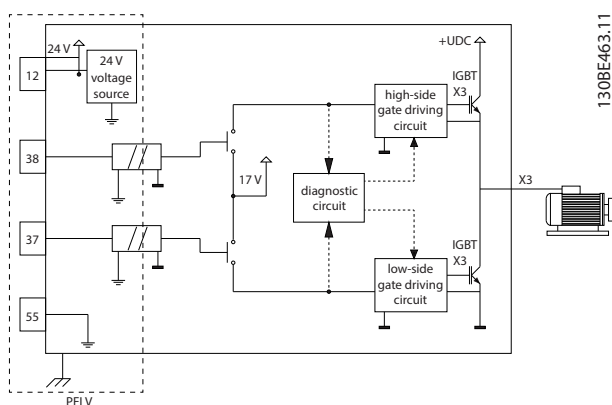 130BE463.11
+UDC
24 V
12
24 V
voltage
source
IGBT
X3
high-side
gate driving
circuit
38
17 V
diagnostic
circuit
X3
37
IGBT
X3
low-side
gate driving
circuit
55
PELV